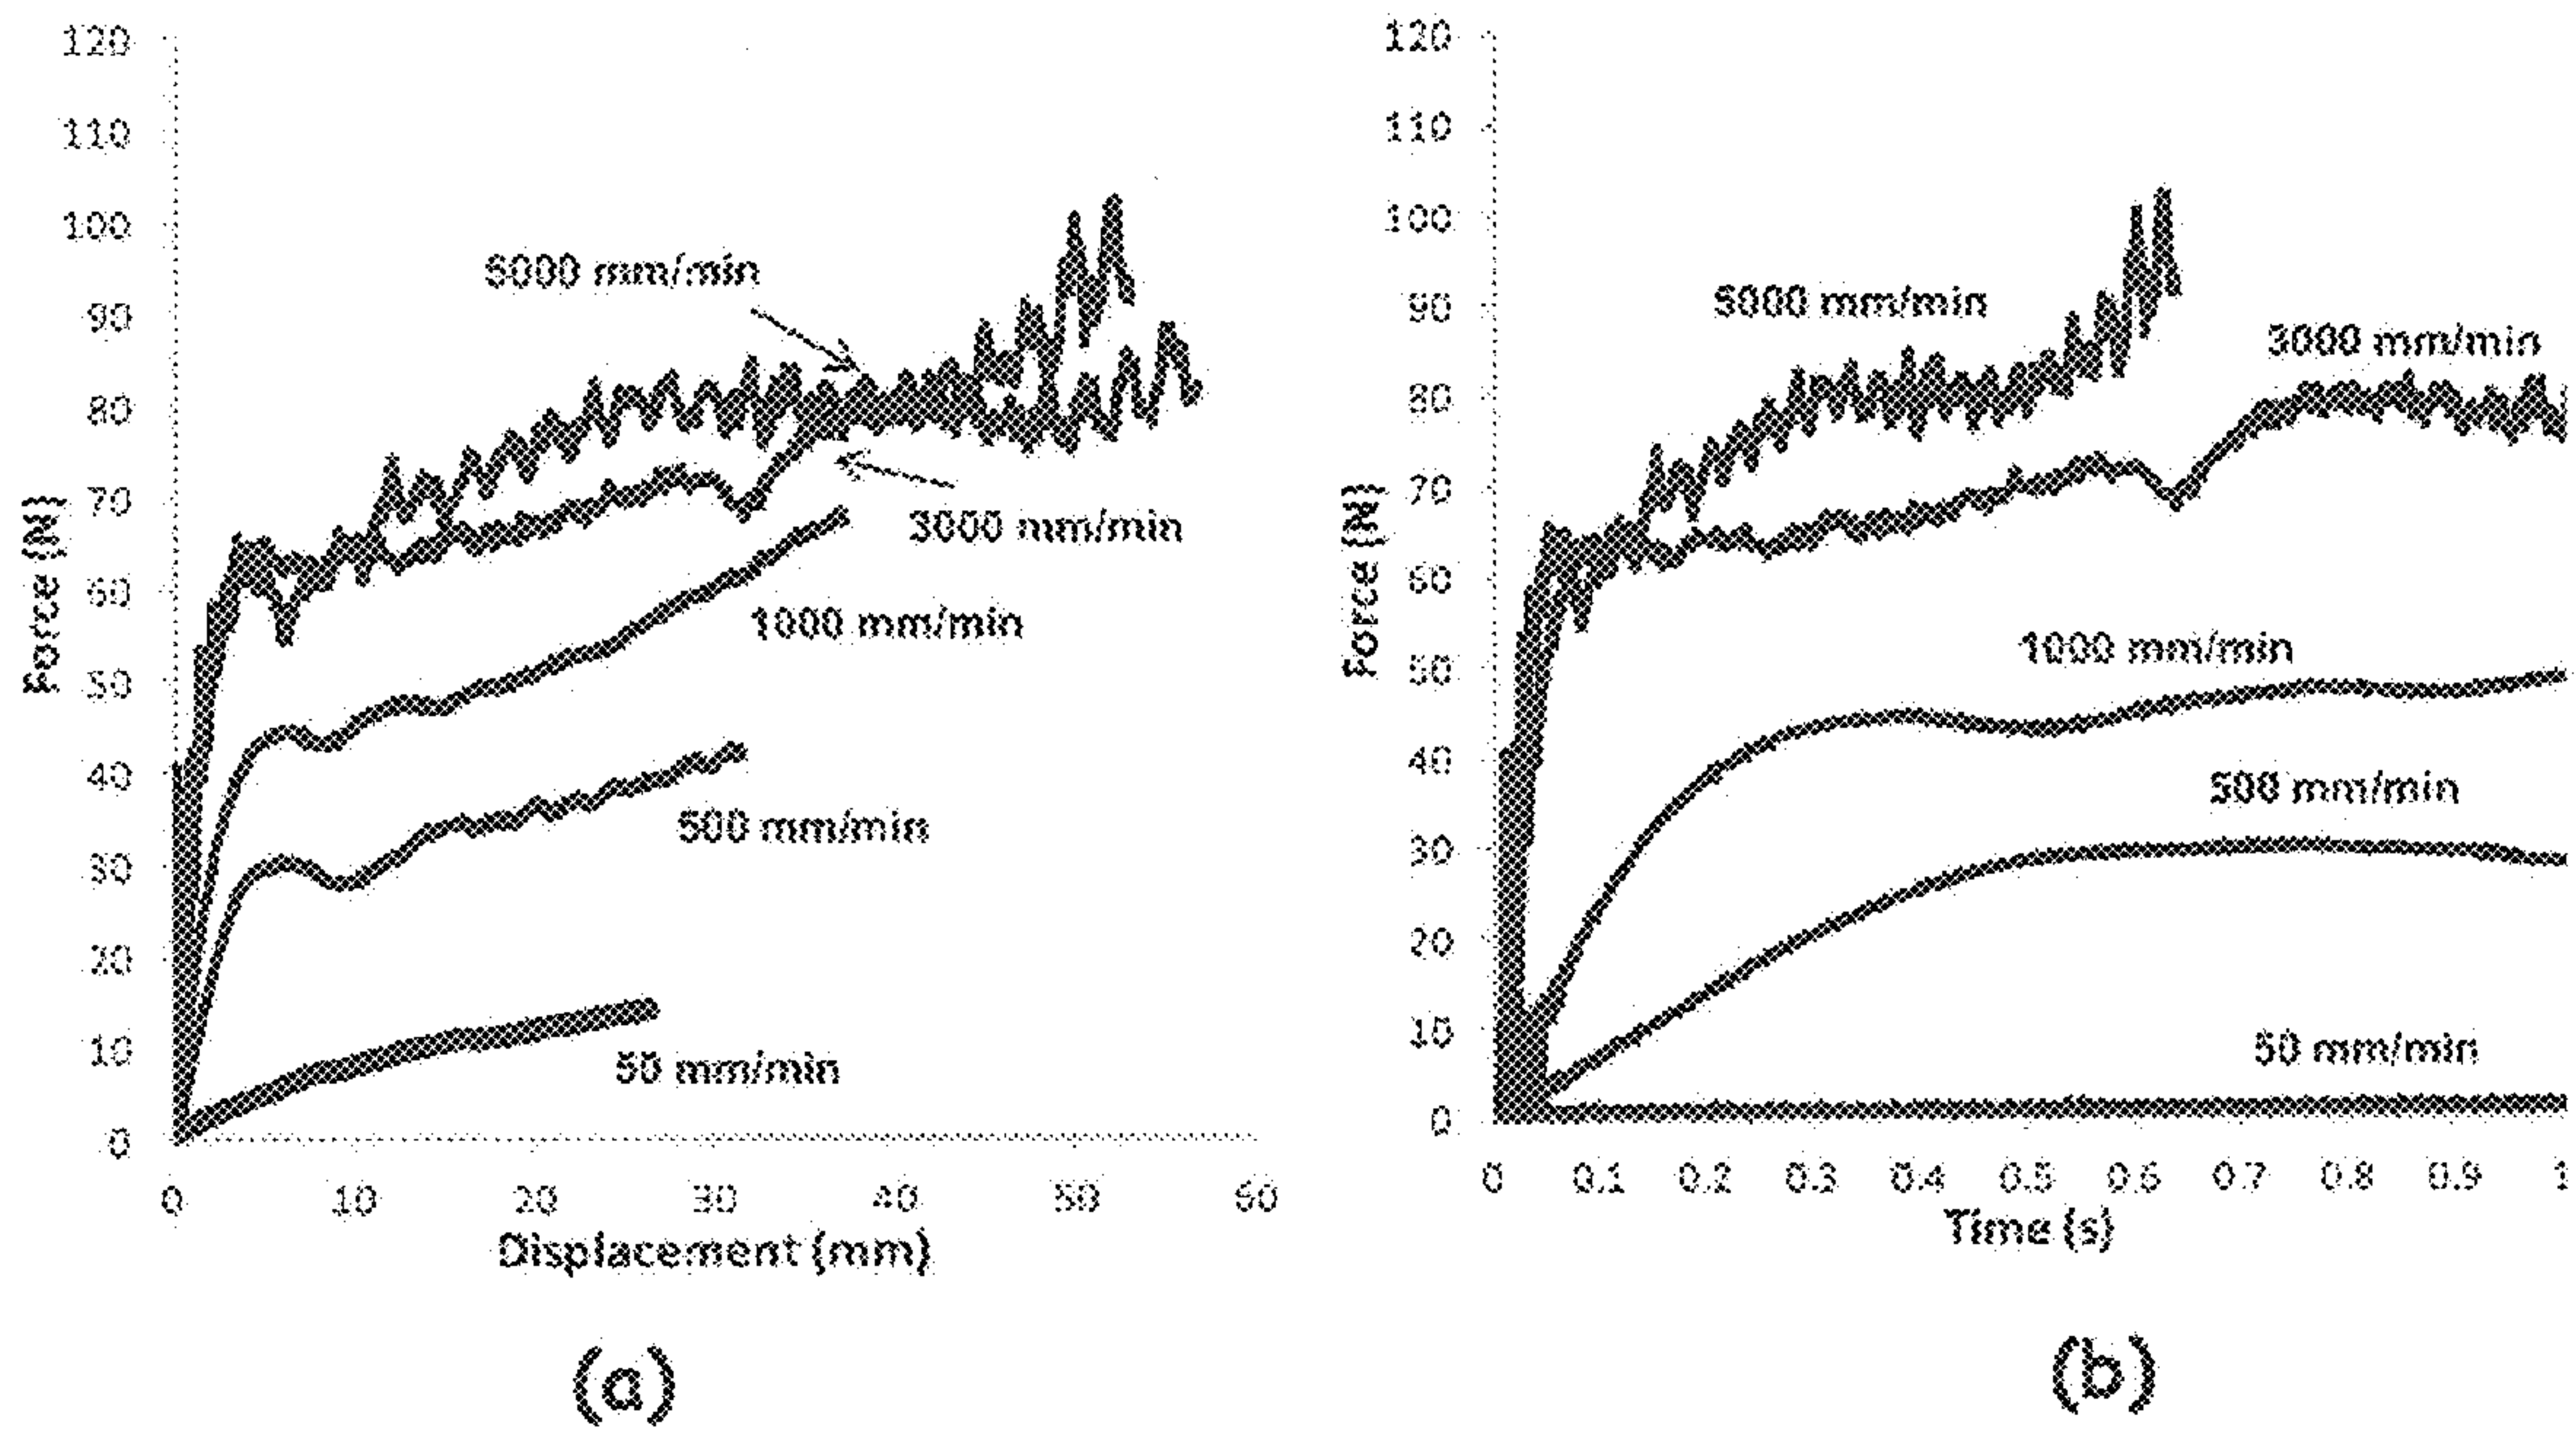 120
110
100
90
80
70
60
50
40
30
20
10
0
Force (N)
5000 mm/min
3000 mm/min
1000 mm/min
500 mm/min
50 mm/min
0 10 20 30 40 50 60
Displacement (mm)
(a)
120
110
100
90
80
70
60
50
40
30
20
10
0
Force (N)
5000 mm/min
3000 mm/min
1000 mm/min
500 mm/min
50 mm/min
0 0.1 0.2 0.3 0.4 0.5 0.6 0.7 0.8 0.9 1
Time (s)
(b)